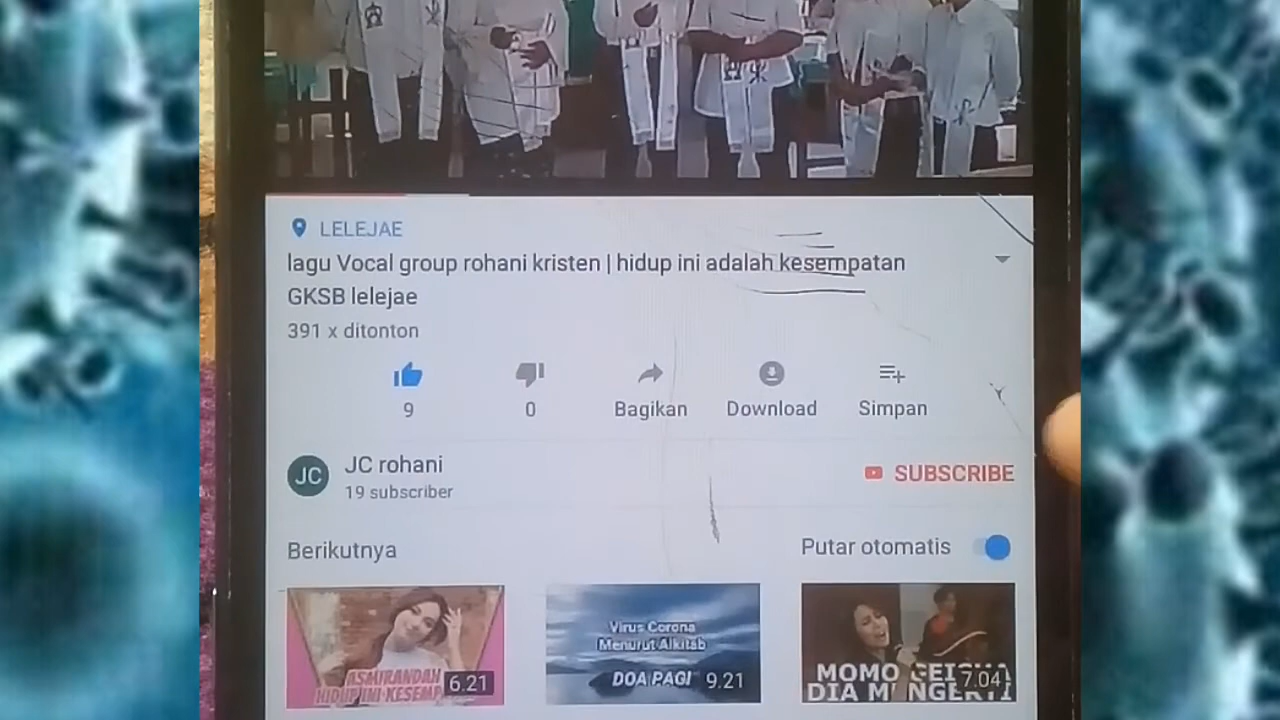 LELEJAE
lagu Vocal group rohani kristen | hidup ini adalah kesempatan
GKSB lelejae
391 x ditonton
9
0
Bagikan
Download
Simpan
JC
JC rohani
19 subscriber
SUBSCRIBE
Berikutnya
Putar otomatis
ASMIRANDAH
HIDUP INI KESEMP
6.21
Virus Corona
Menurut Alkitab
DOA PAGI
9.21
MOMO GEISHA
DIA MENGERTI
7.04